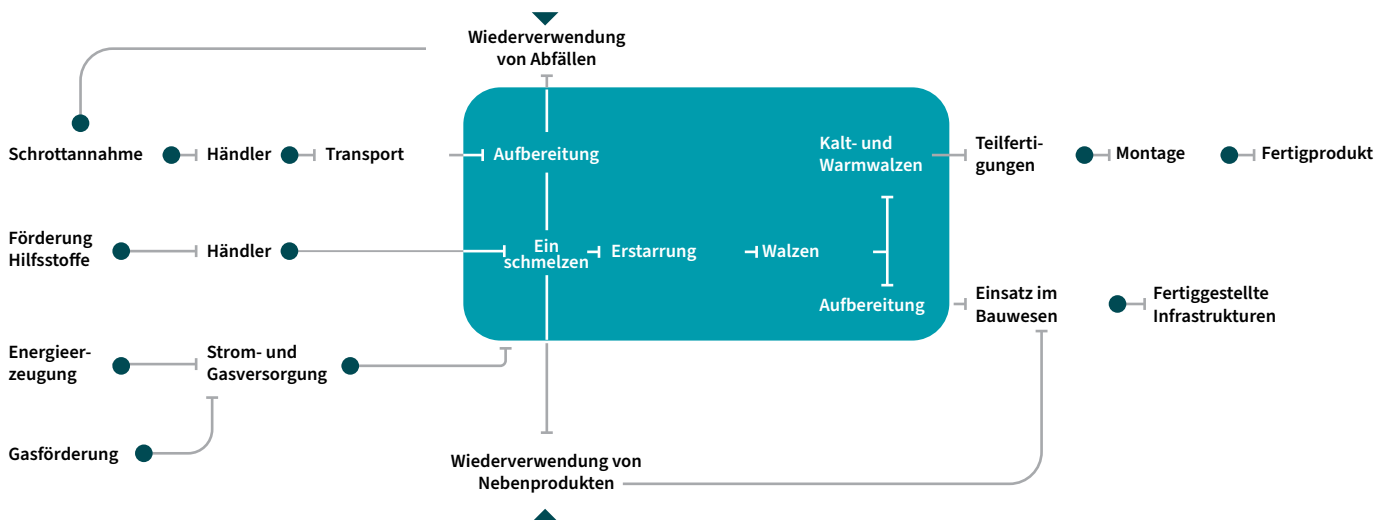 Wiederverwendung
von Abfällen
Schrottannahme
Händler
Transport
Aufbereitung
Kalt- und
Warmwalzen
Teilferti-
gungen
Montage
Fertigprodukt
Förderung
Hilfsstoffe
Händler
Ein
schmelzen
Erstarrung
Walzen
Aufbereitung
Einsatz im
Bauwesen
Fertiggestellte
Infrastrukturen
Energieer-
zeugung
Strom- und
Gasversorgung
Gasförderung
Wiederverwendung von
Nebenprodukten